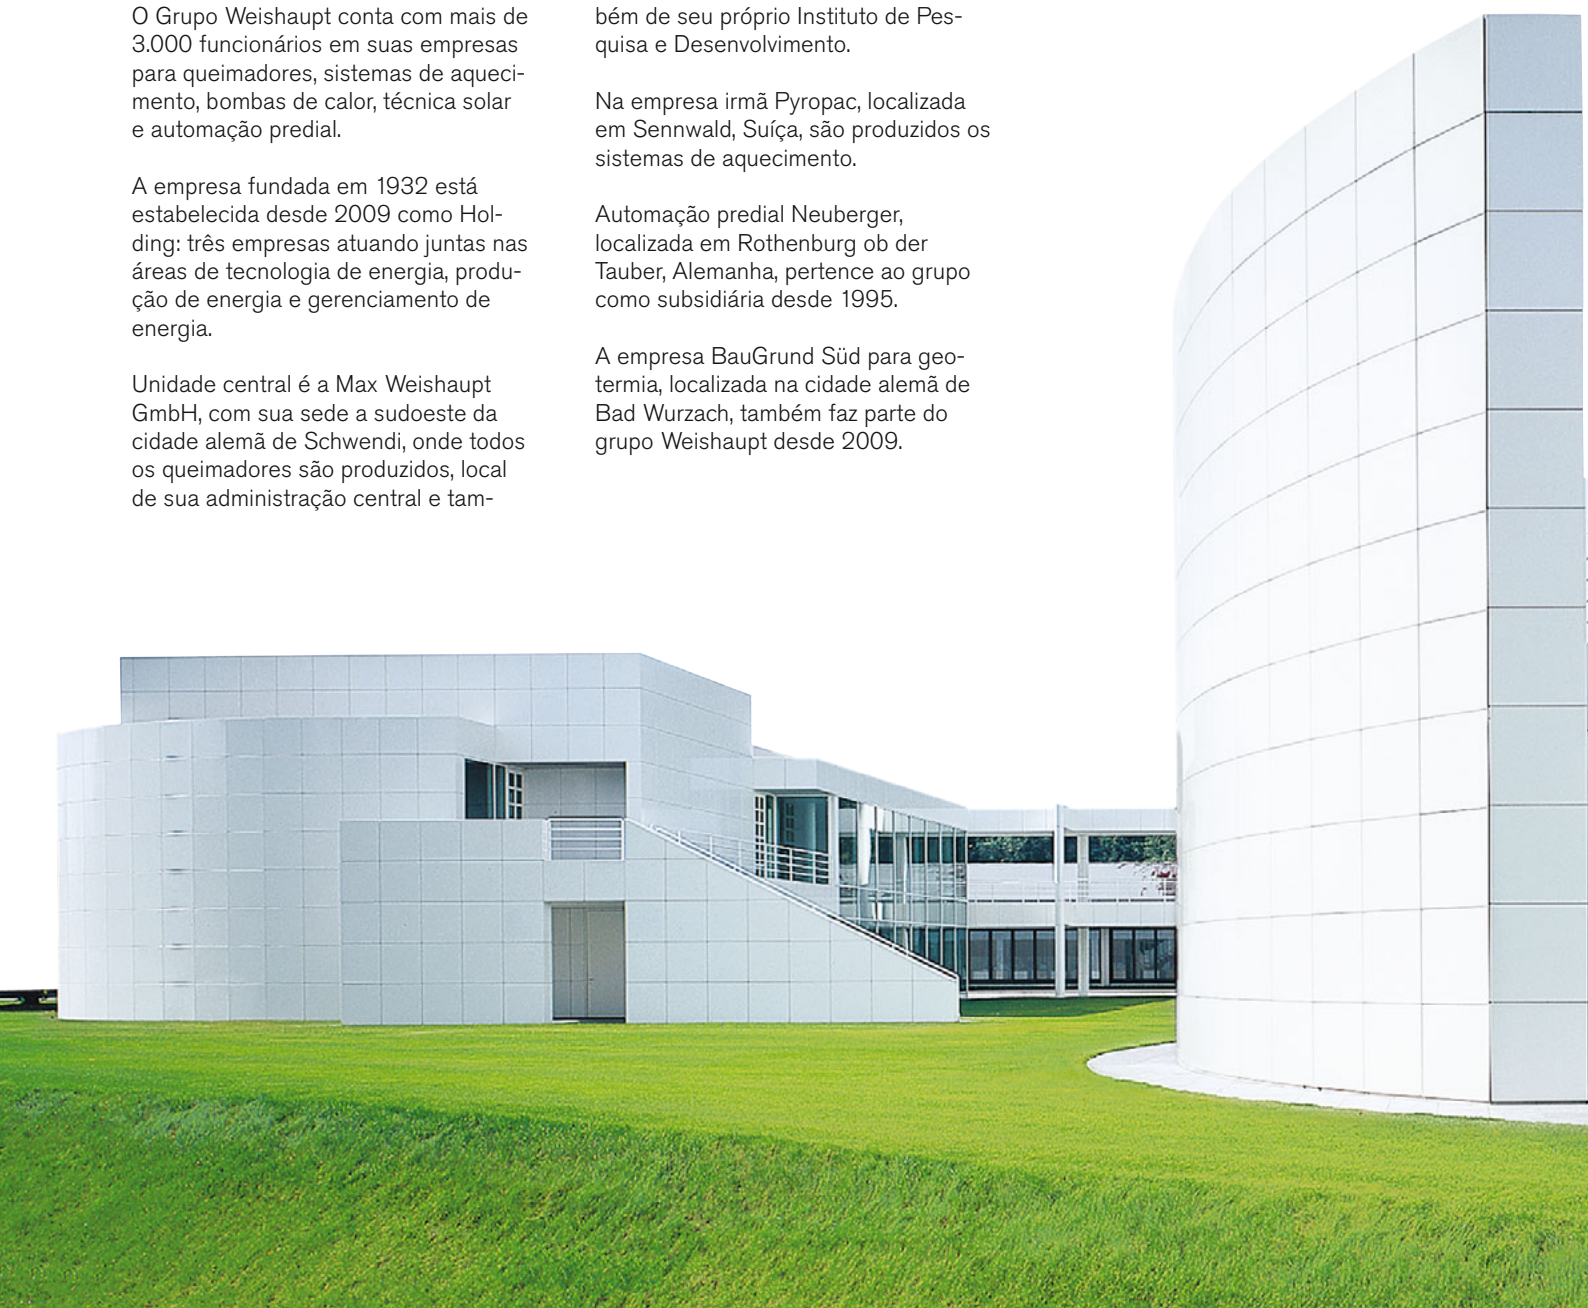 O Grupo Weishaupt conta com mais de
3.000 funcionários em suas empresas
para queimadores, sistemas de aqueci-
mento, bombas de calor, técnica solar
e automação predial.
A empresa fundada em 1932 está
estabelecida desde 2009 como Hol-
ding: três empresas atuando juntas nas
áreas de tecnologia de energia, produ-
ção de energia e gerenciamento de
energia.
Unidade central é a Max Weishaupt
GmbH, com sua sede a sudoeste da
cidade alemã de Schwendi, onde todos
os queimadores são produzidos, local
de sua administração central e tam-
bém de seu próprio Instituto de Pes-
quisa e Desenvolvimento.
Na empresa irmã Pyropac, localizada
em Sennwald, Suíça, são produzidos os
sistemas de aquecimento.
Automação predial Neuberger,
localizada em Rothenburg ob der
Tauber, Alemanha, pertence ao grupo
como subsidiária desde 1995.
A empresa BauGrund Süd para geo-
termia, localizada na cidade alemã de
Bad Wurzach, também faz parte do
grupo Weishaupt desde 2009.